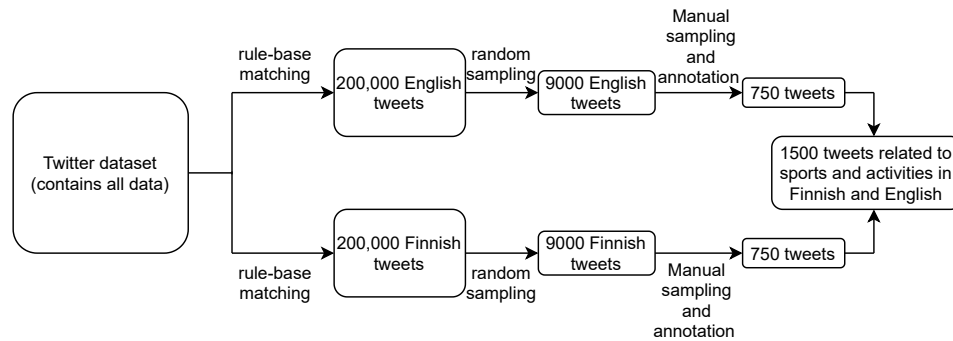 Twitter dataset
(contains all data)
rule-base
matching
200,000 English
tweets
random
sampling
9000 English
tweets
Manual
sampling
and
annotation
750 tweets
rule-base
matching
200,000 Finnish
tweets
random
sampling
9000 Finnish
tweets
Manual
sampling
and
annotation
750 tweets
1500 tweets related to
sports and activities in
Finnish and English